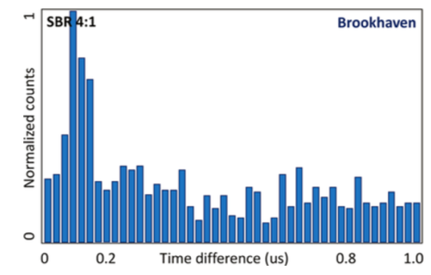 SBR 4:1
Brookhaven
1
Normalized counts
0
0 0.2 Time difference (us) 0.8 1.0